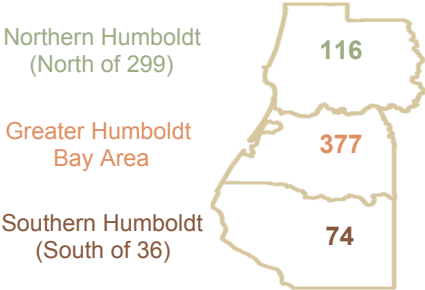 Northern Humboldt
(North of 299)
116
Greater Humboldt
Bay Area
377
Southern Humboldt
(South of 36)
74